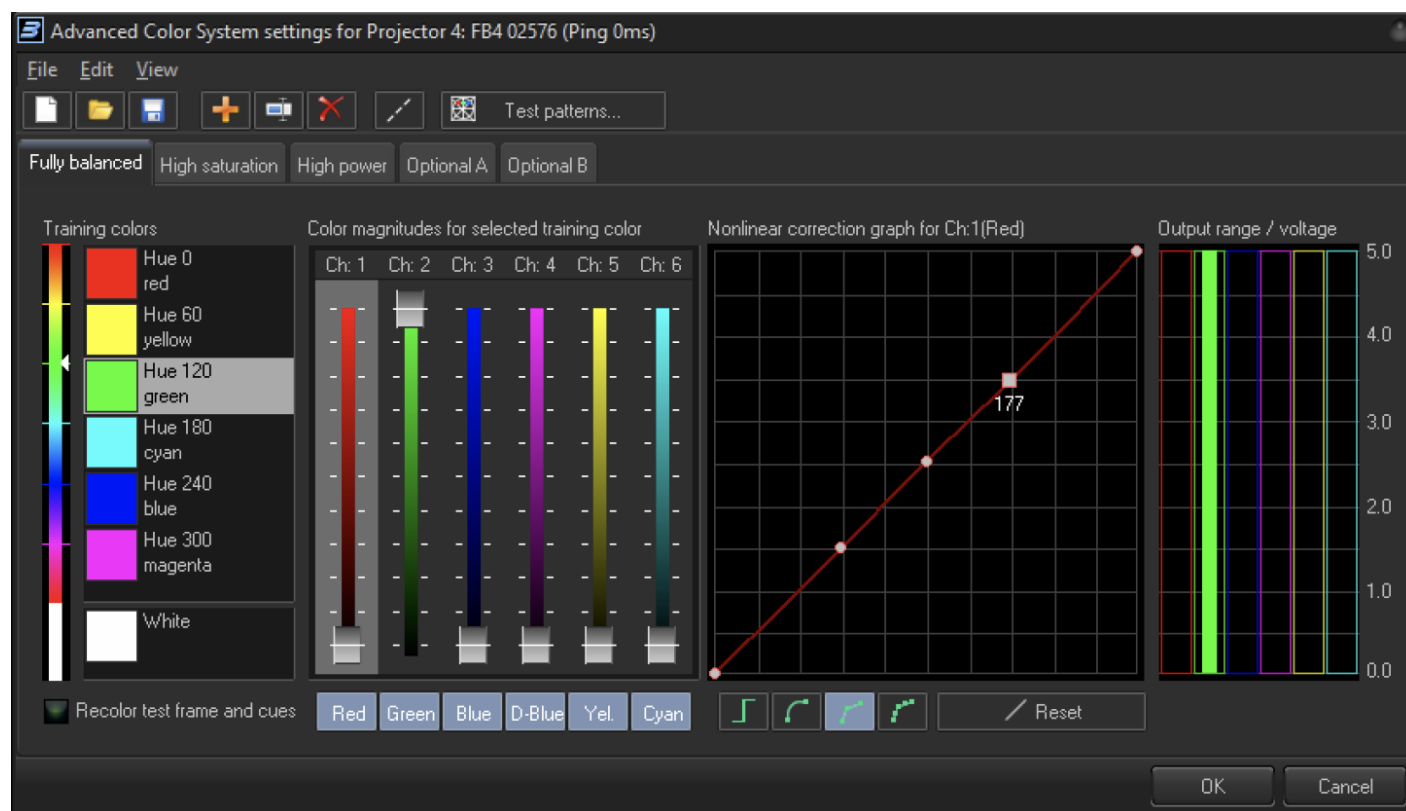 Advanced Color System settings for Projector 4: FB4 02576 (Ping 0ms)
File Edit View
Test patterns...
Fully balanced High saturation High power Optional A Optional B
Training colors
Hue 0
red
Hue 60
yellow
Hue 120
green
Hue 180
cyan
Hue 240
blue
Hue 300
magenta
White
Recolor test frame and cues
Color magnitudes for selected training color
Ch: 1 Ch: 2 Ch: 3 Ch: 4 Ch: 5 Ch: 6
Red Green Blue D-Blue Yel. Cyan
Nonlinear correction graph for Ch:1(Red)
177
Reset
Output range / voltage
5.0
4.0
3.0
2.0
1.0
0.0
OK Cancel